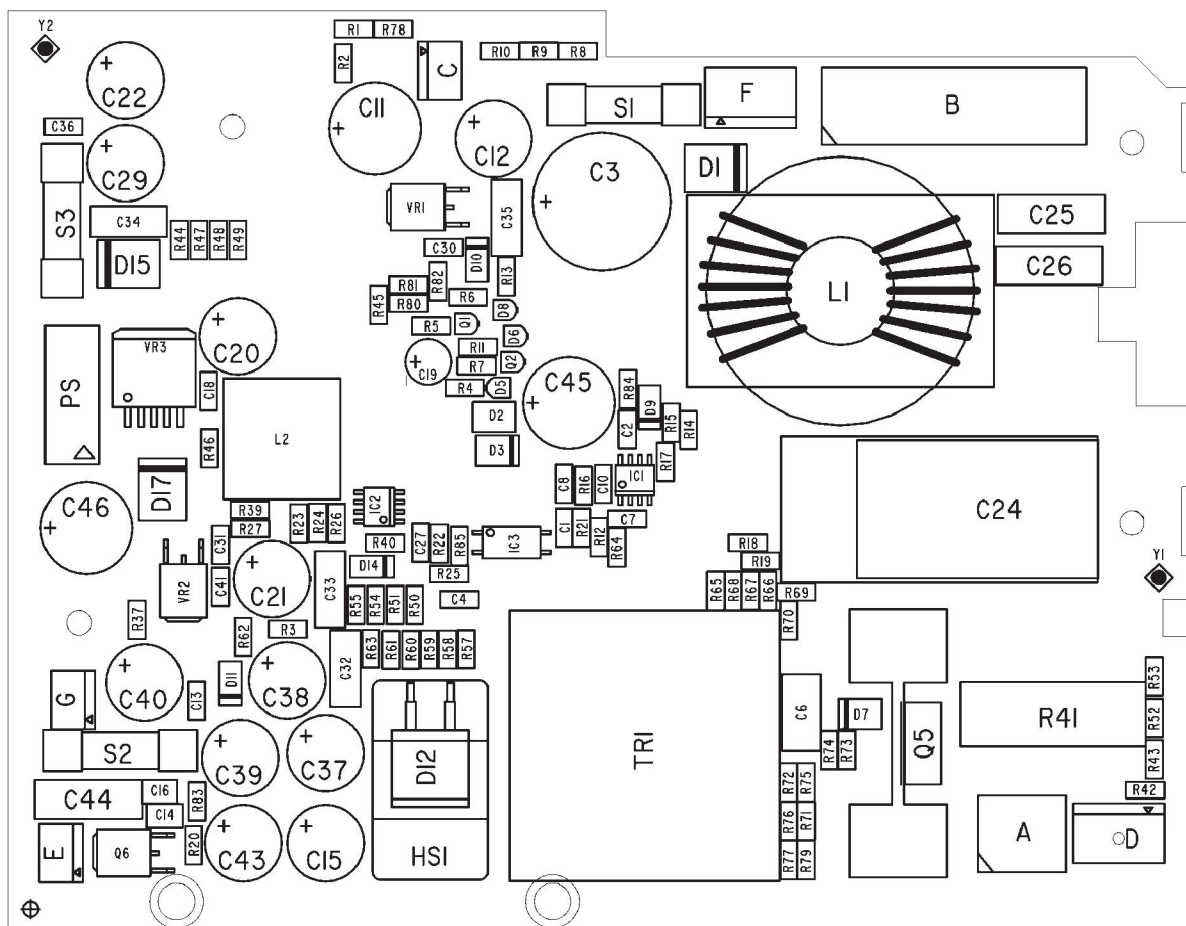 Y2
R1 R78
R2
C
R10 R9 R8
C22
C11
C12
S1
F
B
C36
C29
C3
D1
S3
C34
R44 R47 R48 R49
D15
VR1
C35
C25
C26
C30
D10
R13
R82
R81
R80
R45
R6
D8
L1
R5
Q1
D6
PS
VR3
C20
R11
R7
Q2
C19
C18
R4
D5
C45
R84
D9
C2
R15
R14
D2
D3
R46
L2
R17
D17
C8 R16 C10
IC1
C46
C24
R39
R27
R23 R24 R26
IC2
C1 R21 R12
C7
R64
C31
R40
C27 R22 R85
IC3
R18
R19
Y1
VR2
C41
C21
C33
D14
R25
R65 R68 R67 R66
R69
R70
R55 R54 R51 R50
C4
R37
R62
R3
C32
R63 R61 R60 R59 R58 R57
G
C40
C13
D11
C38
TR1
C6
D7
Q5
R41
R53
R52
R43
R74 R73
S2
C39
C37
D12
C44
C16
C14
R83
R72 R75
R42
E
Q6
R20
C43
C15
HS1
R76 R71
R77 R79
A
D